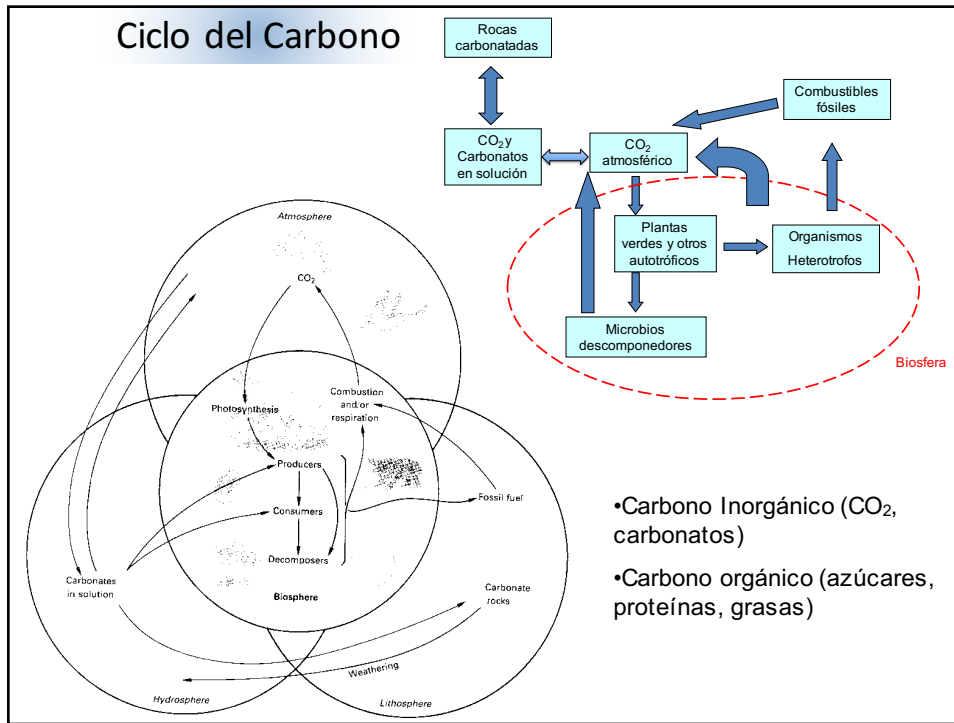 Ciclo del Carbono
Rocas
carbonatadas
Combustibles
fósiles
CO₂ y
Carbonatos
en solución
CO₂
atmosférico
Plantas
verdes y otros
autotróficos
Organismos
Heterotrofos
Microbios
descomponedores
Biosfera
Atmosphere
CO₂
Photosynthesis
Combustion
and/or
respiration
Producers
Consumers
Decomposers
Biosphere
Fossil fuel
Carbonates
in solution
Carbonate
rocks
Weathering
Hydrosphere
Lithosphere
•Carbono Inorgánico (CO₂,
carbonatos)
•Carbono orgánico (azúcares,
proteínas, grasas)